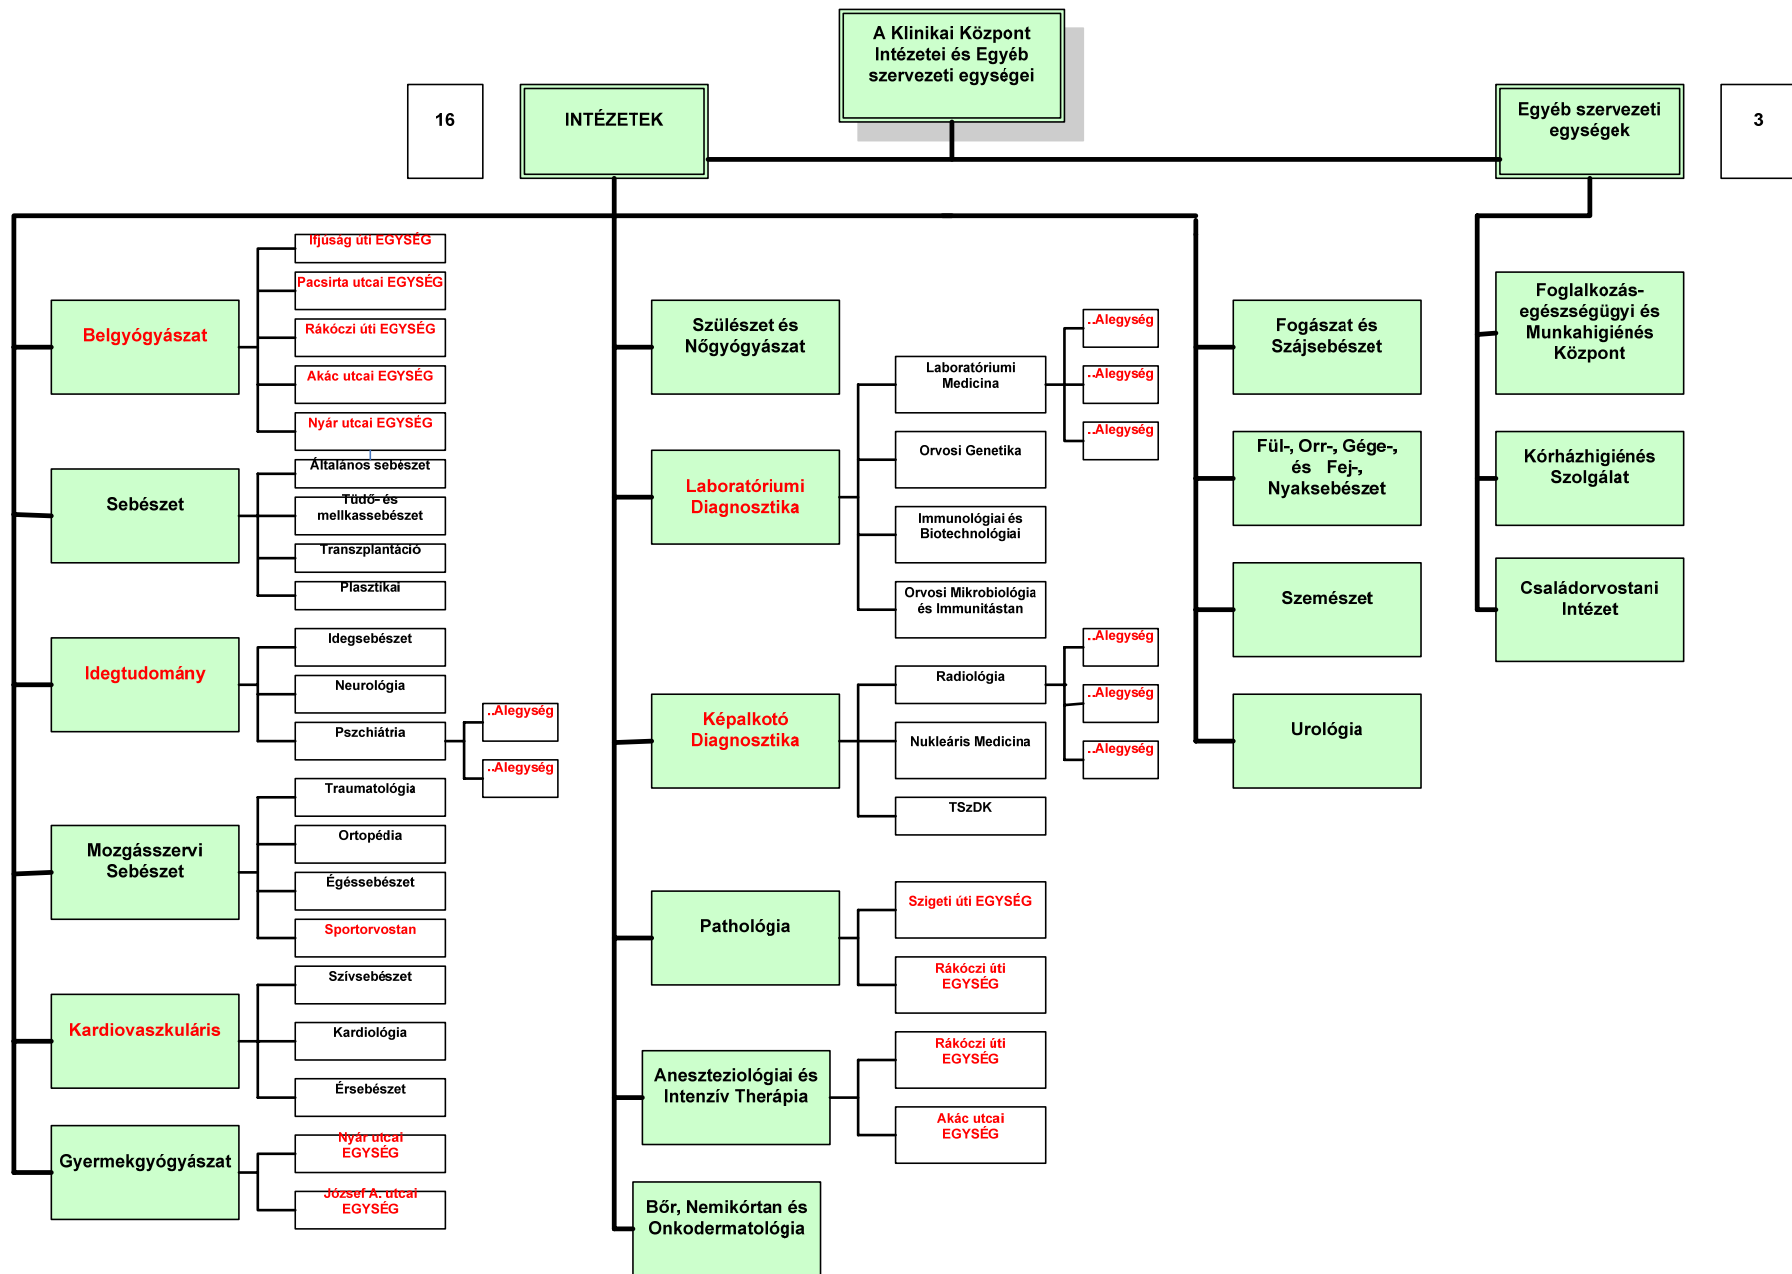 A Klinikai Központ
Intézetei és Egyéb
szervezeti egységei
16
INTÉZETEK
Egyéb szervezeti
egységek
3
Belgyógyászat
Ifjúság úti EGYSÉG
Pacsirta utcai EGYSÉG
Rákóczi úti EGYSÉG
Akác utcai EGYSÉG
Nyár utcai EGYSÉG
Sebészet
Általános sebészet
Tüdő- és
mellkassebészet
Transzplantáció
Plasztikai
Idegtudomány
Idegsebészet
Neurológia
Pszchiátria
..Alegység
..Alegység
Mozgásszervi
Sebészet
Traumatológia
Ortopédia
Égéssebészet
Sportorvostan
Kardiovaszkuláris
Szívsebészet
Kardiológia
Érsebészet
Gyermekgyógyászat
Nyár utcai
EGYSÉG
József A. utcai
EGYSÉG
Szülészet és
Nőgyógyászat
Laboratóriumi
Diagnosztika
Laboratóriumi
Medicina
..Alegység
..Alegység
..Alegység
Orvosi Genetika
Immunológiai és
Biotechnológiai
Orvosi Mikrobiológia
és Immunitástan
Képalkotó
Diagnosztika
Radiológia
..Alegység
..Alegység
..Alegység
Nukleáris Medicina
TSzDK
Pathológia
Szigeti úti EGYSÉG
Rákóczi úti
EGYSÉG
Aneszteziológiai és
Intenzív Therápia
Rákóczi úti
EGYSÉG
Akác utcai
EGYSÉG
Bőr, Nemikórtan és
Onkodermatológia
Fogászat és
Szájsebészet
Fül-, Orr-, Gége-,
és Fej-,
Nyaksebészet
Szemészet
Urológia
Foglalkozás-
egészségügyi és
Munkahigiénés
Központ
Kórházhigiénés
Szolgálat
Családorvostani
Intézet